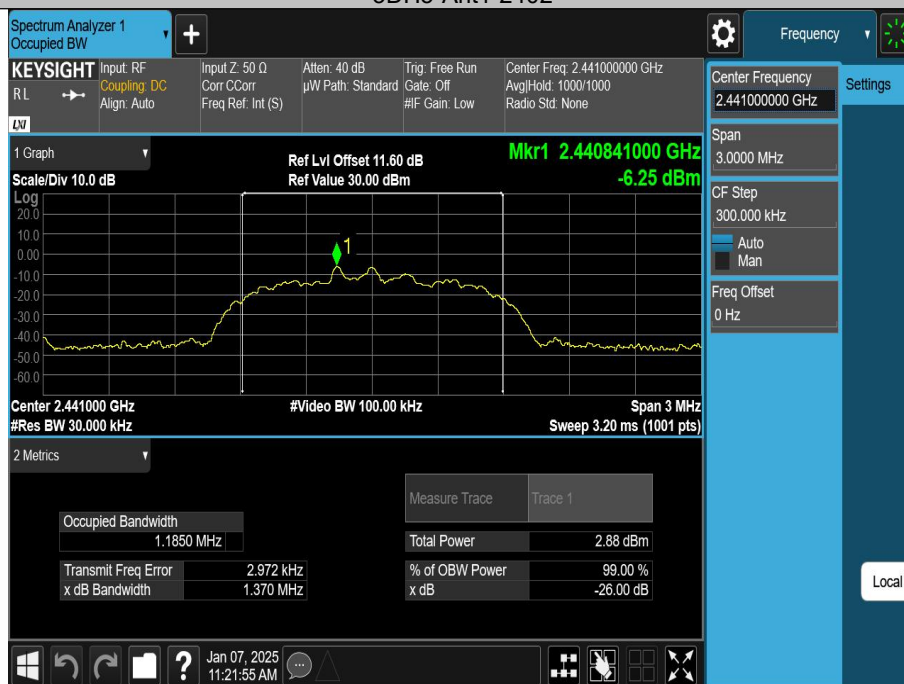 Spectrum Analyzer 1
Occupied BW
Frequency
KEYSIGHT
R L
LXI
Input: RF
Coupling: DC
Align: Auto
Input Z: 50 Ω
Corr CCorr
Freq Ref: Int (S)
Atten: 40 dB
µW Path: Standard
Trig: Free Run
Gate: Off
#IF Gain: Low
Center Freq: 2.441000000 GHz
Avg|Hold: 1000/1000
Radio Std: None
Center Frequency
2.441000000 GHz
Settings
Span
3.0000 MHz
CF Step
300.000 kHz
Auto
Man
Freq Offset
0 Hz
Local
1 Graph
Scale/Div 10.0 dB
Ref Lvl Offset 11.60 dB
Ref Value 30.00 dBm
Mkr1 2.440841000 GHz
-6.25 dBm
Log
20.0
10.0
0.00
-10.0
-20.0
-30.0
-40.0
-50.0
-60.0
1
Center 2.441000 GHz
#Res BW 30.000 kHz
#Video BW 100.00 kHz
Span 3 MHz
Sweep 3.20 ms (1001 pts)
2 Metrics
Measure Trace
Trace 1
Occupied Bandwidth
1.1850 MHz
Total Power
2.88 dBm
Transmit Freq Error
2.972 kHz
% of OBW Power
99.00 %
x dB Bandwidth
1.370 MHz
x dB
-26.00 dB
?
Jan 07, 2025
11:21:55 AM